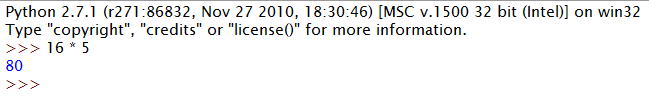 Python 2.7.1 (r271:86832, Nov 27 2010, 18:30:46) [MSC v.1500 32 bit (Intel)] on win32
Type "copyright", "credits" or "license()" for more information.
>>> 16 * 5
80
>>>